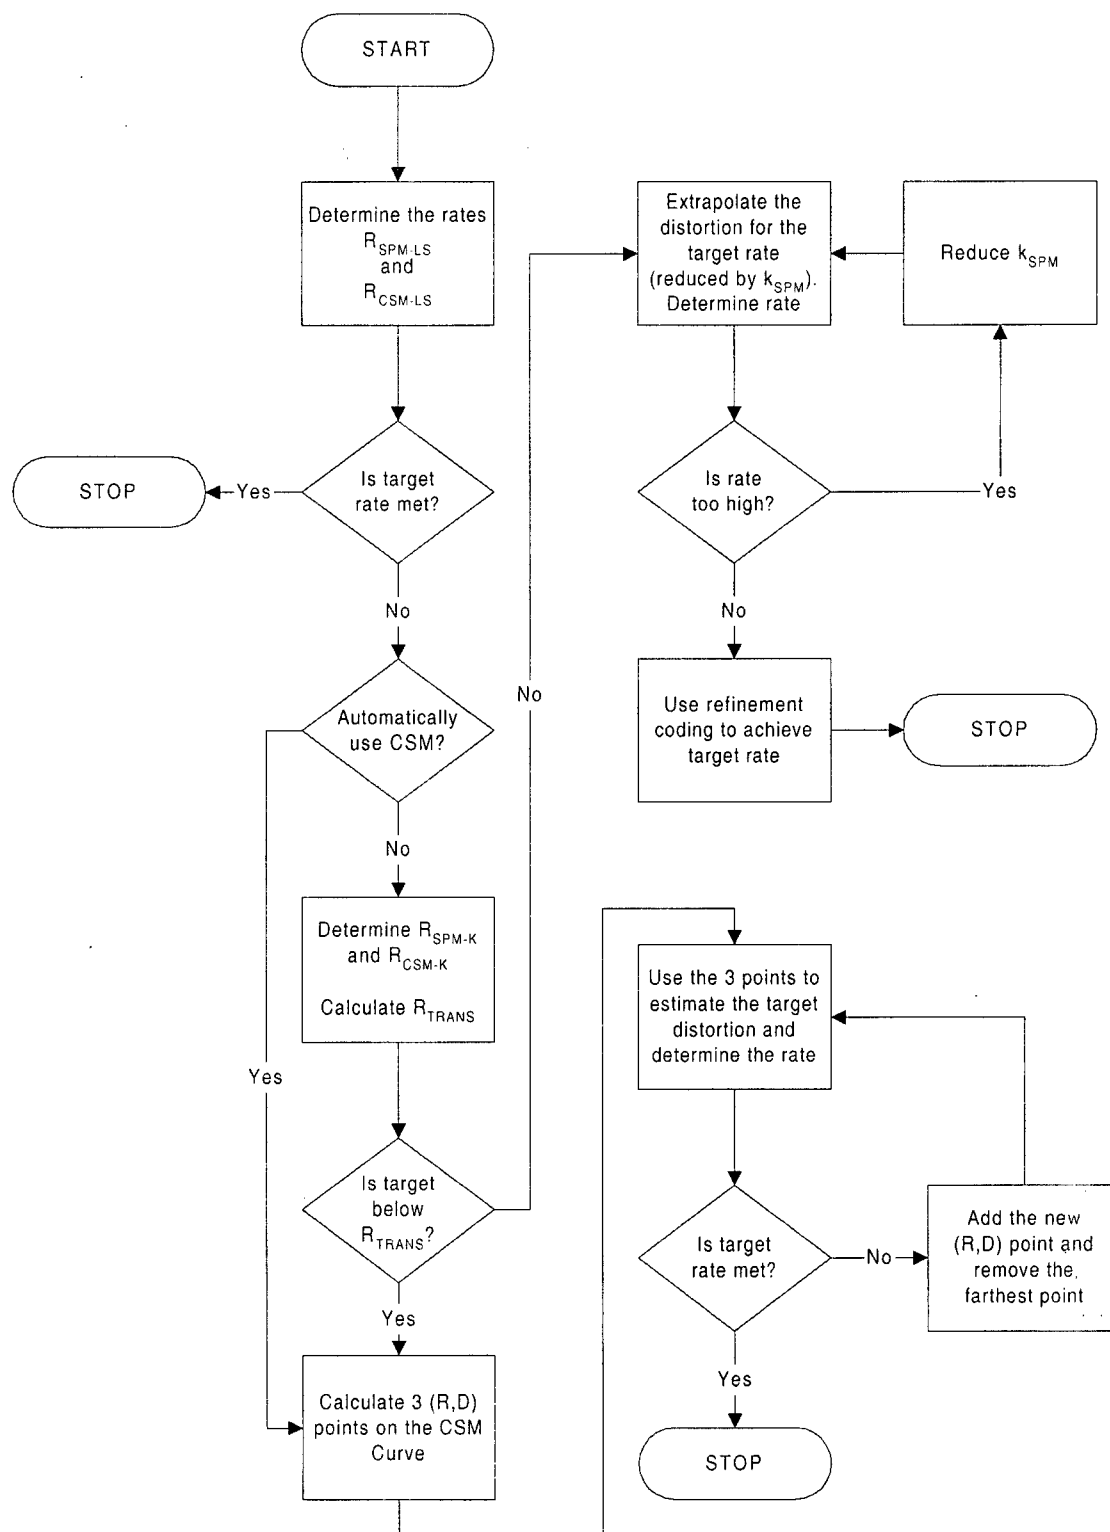 START
Determine the rates
R_SPM-LS
and
R_CSM-LS
Is target
rate met?
Yes
STOP
No
Automatically
use CSM?
No
Yes
Determine R_SPM-K
and R_CSM-K
Calculate R_TRANS
Is target
below
R_TRANS?
No
Yes
Calculate 3 (R,D)
points on the CSM
Curve
Extrapolate the
distortion for the
target rate
(reduced by k_SPM).
Determine rate
Reduce k_SPM
Is rate
too high?
Yes
No
Use refinement
coding to achieve
target rate
STOP
Use the 3 points to
estimate the target
distortion and
determine the rate
Is target
rate met?
No
Add the new
(R,D) point and
remove the
farthest point
Yes
STOP